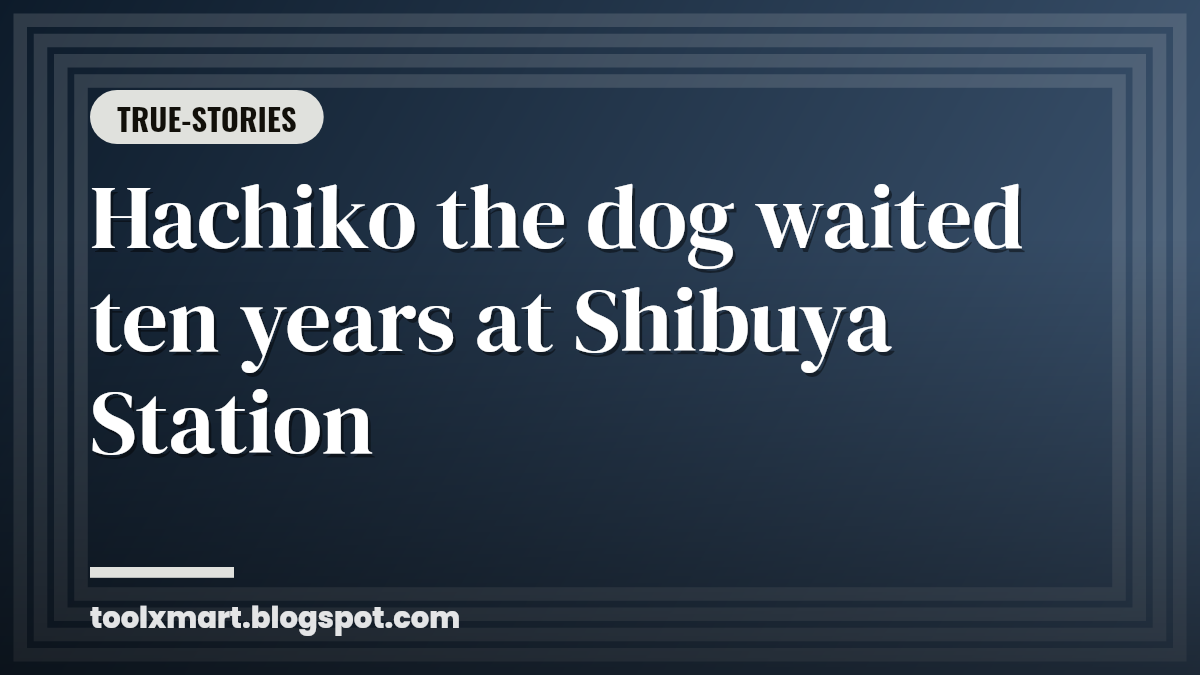 TRUE-STORIES
Hachiko the dog waited
ten years at Shibuya
Station
toolxmart.blogspot.com